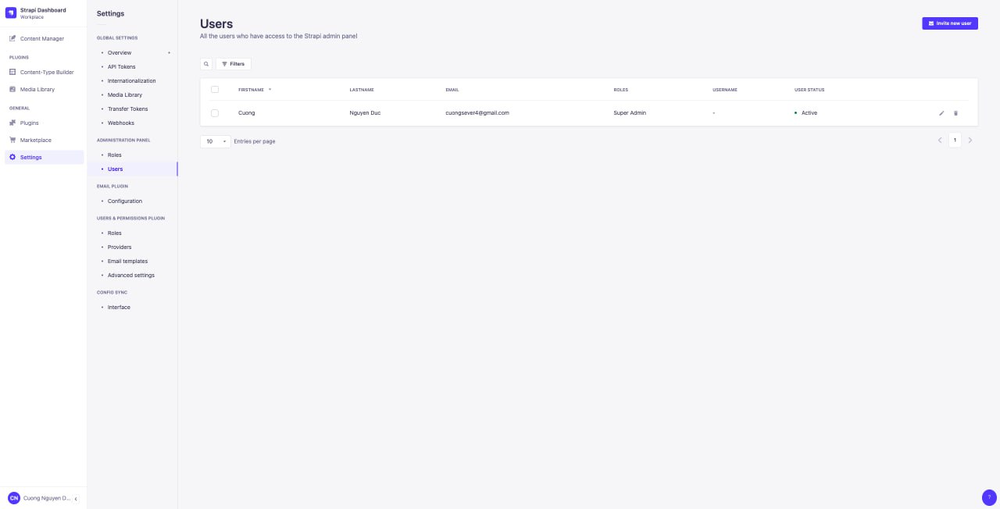 Strapi Dashboard
Workplace
Content Manager
PLUGINS
Content-Type Builder
Media Library
GENERAL
Plugins
Marketplace
Settings
CN Cuong Nguyen D...
Settings
GLOBAL SETTINGS
Overview
API Tokens
Internationalization
Media Library
Transfer Tokens
Webhooks
ADMINISTRATION PANEL
Roles
Users
EMAIL PLUGIN
Configuration
USERS & PERMISSIONS PLUGIN
Roles
Providers
Email templates
Advanced settings
CONFIG SYNC
Interface
Users
All the users who have access to the Strapi admin panel
Invite new user
Filters
FIRSTNAME LASTNAME EMAIL ROLES USERNAME USER STATUS
Cuong Nguyen Duc cuongsever4@gmail.com Super Admin - Active
10 Entries per page
1
?